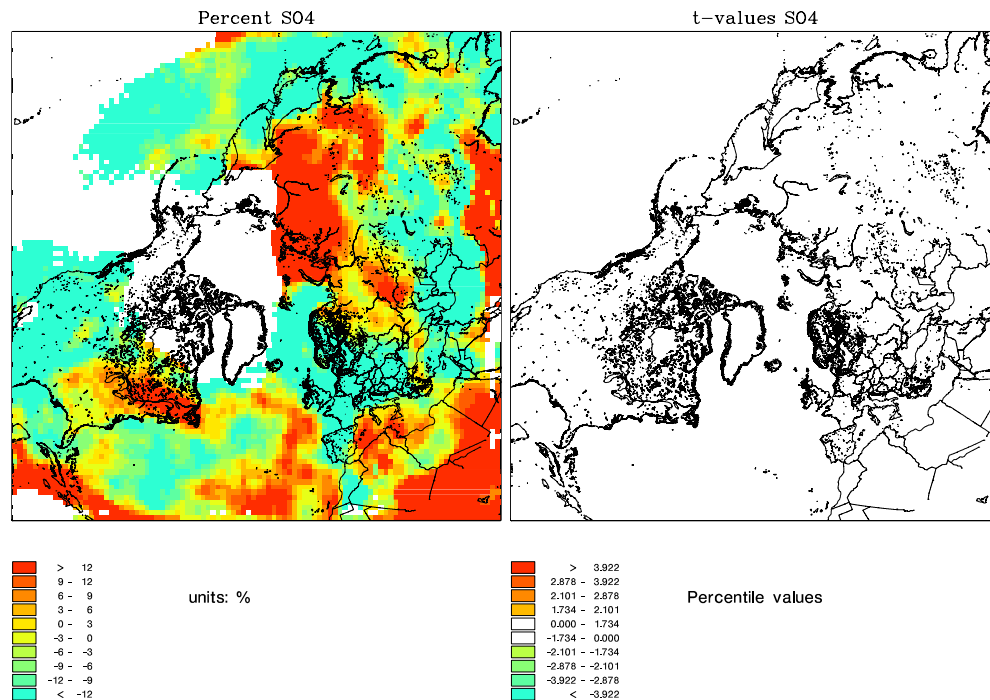 Percent SO4
t-values SO4
> 12
9 - 12
6 - 9
3 - 6
0 - 3
-3 - 0
-6 - -3
-9 - -6
-12 - -9
< -12
units: %
> 3.922
2.878 - 3.922
2.101 - 2.878
1.734 - 2.101
0.000 - 1.734
-1.734 - 0.000
-2.101 - -1.734
-2.878 - -2.101
-3.922 - -2.878
< -3.922
Percentile values